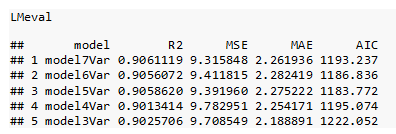 LMeval
## model R2 MSE MAE AIC
## 1 model7Var 0.9061119 9.315848 2.261936 1193.237
## 2 model6Var 0.9056072 9.411815 2.282419 1186.836
## 3 model5Var 0.9058620 9.391960 2.275222 1183.772
## 4 model4Var 0.9013414 9.782951 2.254171 1195.074
## 5 model3Var 0.9025706 9.708549 2.188891 1222.052